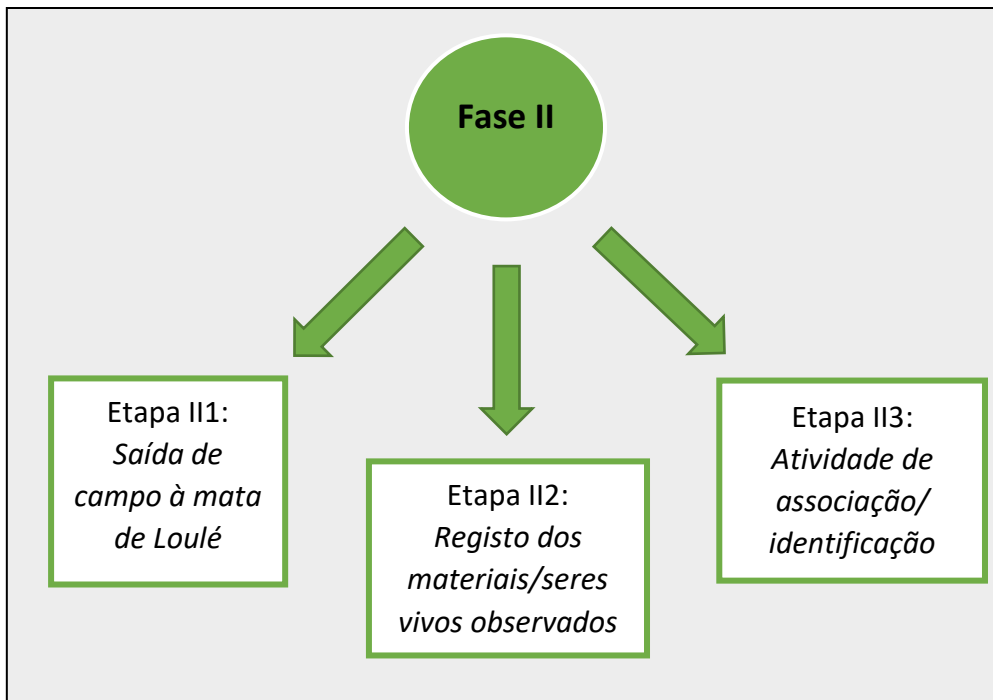 Fase II
Etapa II1:
Saída de
campo à mata
de Loulé
Etapa II2:
Registo dos
materiais/seres
vivos observados
Etapa II3:
Atividade de
associação/
identificação